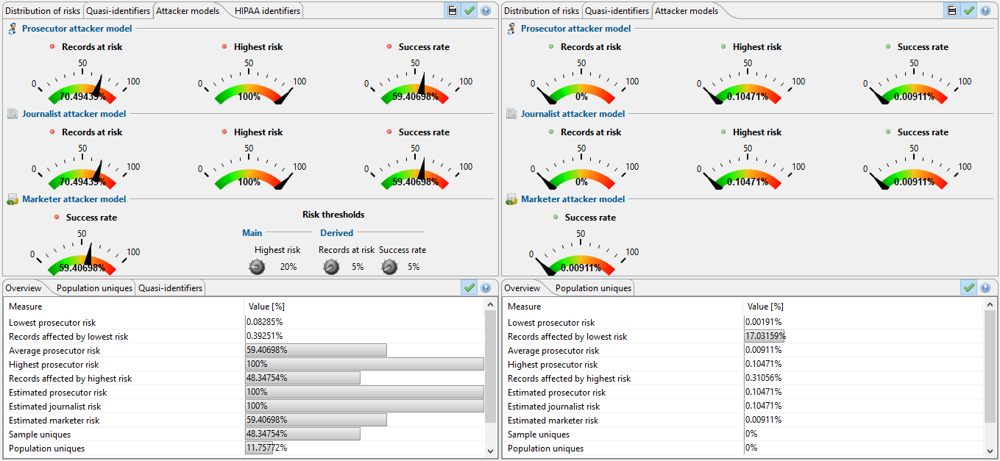 Distribution of risks Quasi-identifiers Attacker models HIPAA identifiers
Prosecutor attacker model
Records at risk Highest risk Success rate
0 50 100 0 50 100 0 50 100
70.49439% 100% 59.40698%
Journalist attacker model
Records at risk Highest risk Success rate
0 50 100 0 50 100 0 50 100
70.49439% 100% 59.40698%
Marketer attacker model
Success rate
0 50 100
59.40698%
Risk thresholds
Main Derived
Highest risk Records at risk Success rate
20% 5% 5%
Overview Population uniques Quasi-identifiers
Measure Value [%]
Lowest prosecutor risk 0.08285%
Records affected by lowest risk 0.39251%
Average prosecutor risk 59.40698%
Highest prosecutor risk 100%
Records affected by highest risk 48.34754%
Estimated prosecutor risk 100%
Estimated journalist risk 100%
Estimated marketer risk 59.40698%
Sample uniques 48.34754%
Population uniques 11.75772%
Distribution of risks Quasi-identifiers Attacker models
Prosecutor attacker model
Records at risk Highest risk Success rate
0 50 100 0 50 100 0 50 100
0% 0.10471% 0.00911%
Journalist attacker model
Records at risk Highest risk Success rate
0 50 100 0 50 100 0 50 100
0% 0.10471% 0.00911%
Marketer attacker model
Success rate
0 50 100
0.00911%
Overview Population uniques
Measure Value [%]
Lowest prosecutor risk 0.00191%
Records affected by lowest risk 17.03159%
Average prosecutor risk 0.00911%
Highest prosecutor risk 0.10471%
Records affected by highest risk 0.31056%
Estimated prosecutor risk 0.10471%
Estimated journalist risk 0.10471%
Estimated marketer risk 0.00911%
Sample uniques 0%
Population uniques 0%